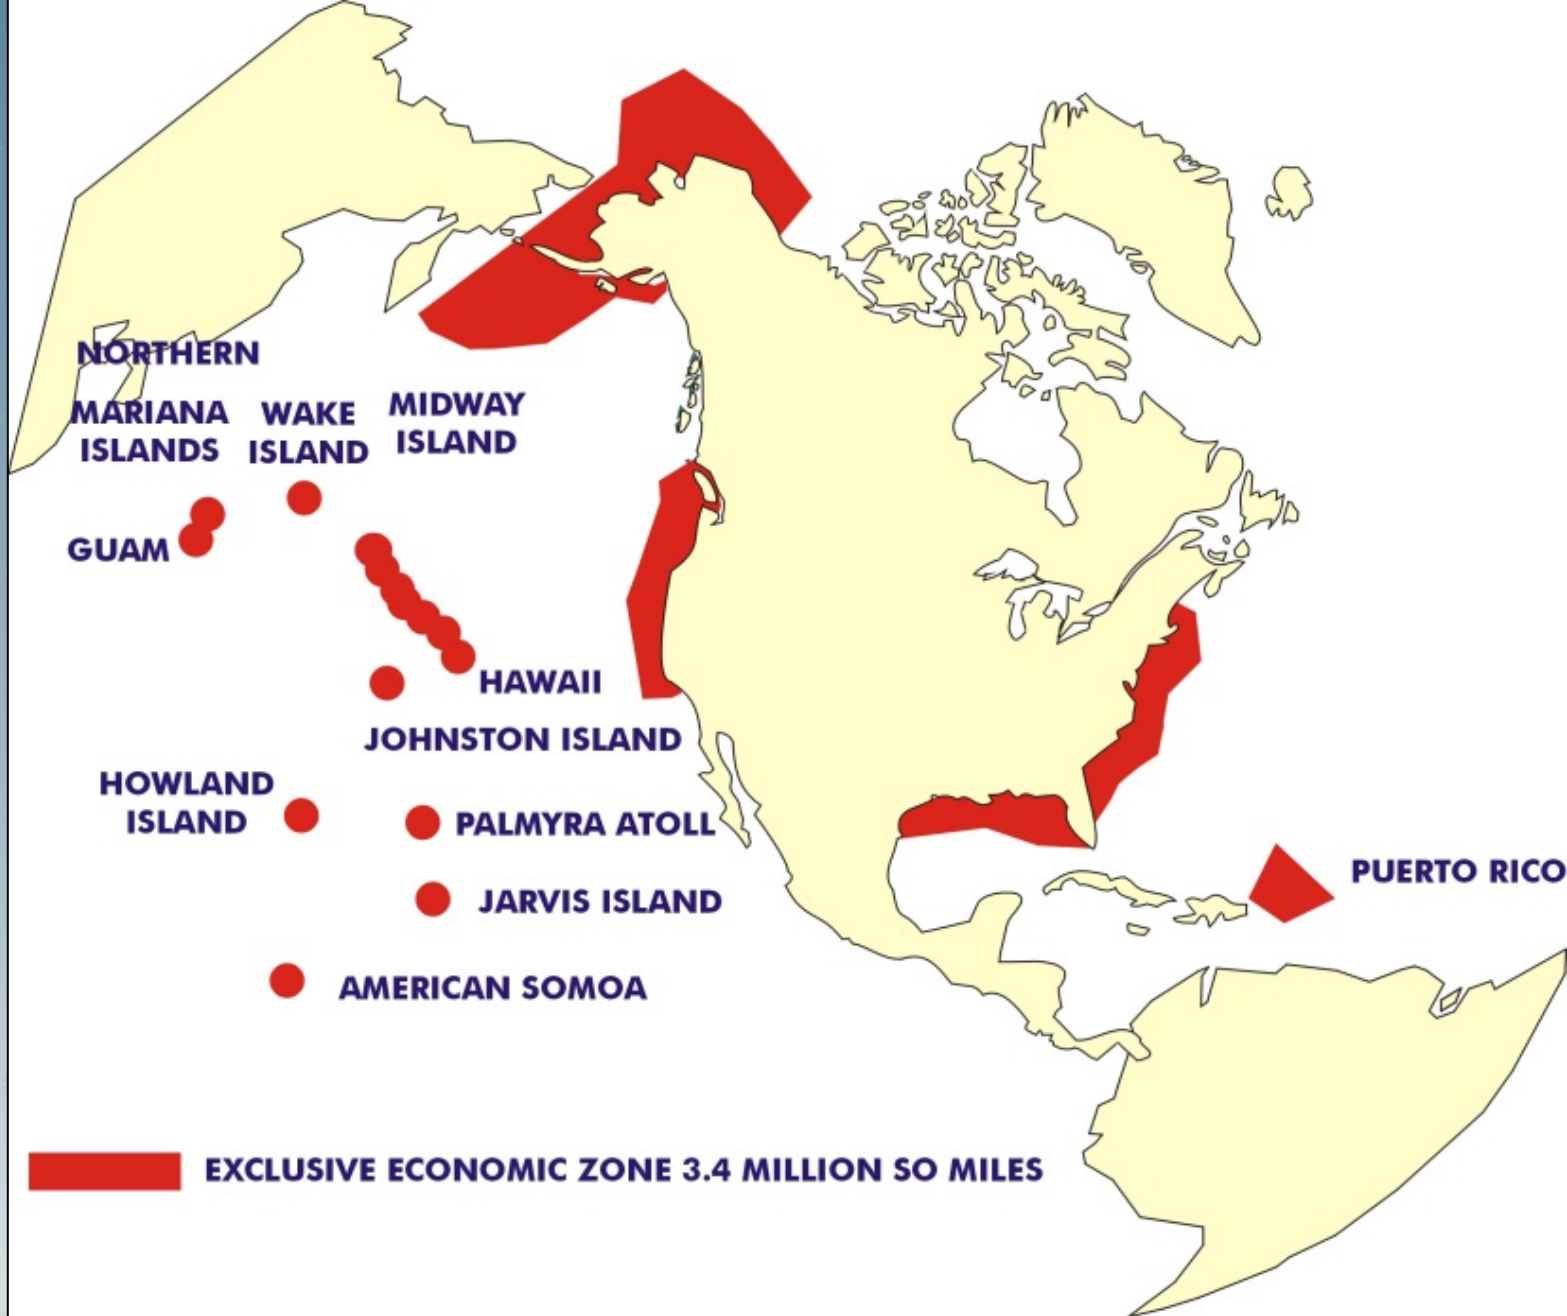 NORTHERN
MARIANA
ISLANDS
WAKE
ISLAND
MIDWAY
ISLAND
GUAM
HAWAII
JOHNSTON ISLAND
HOWLAND
ISLAND
PALMYRA ATOLL
PUERTO RICO
JARVIS ISLAND
AMERICAN SOMOA
EXCLUSIVE ECONOMIC ZONE 3.4 MILLION SO MILES